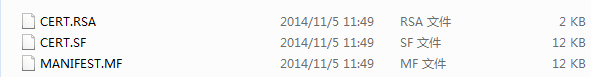 CERT.RSA 2014/11/5 11:49 RSA 文件 2 KB
CERT.SF 2014/11/5 11:49 SF 文件 12 KB
MANIFEST.MF 2014/11/5 11:49 MF 文件 12 KB